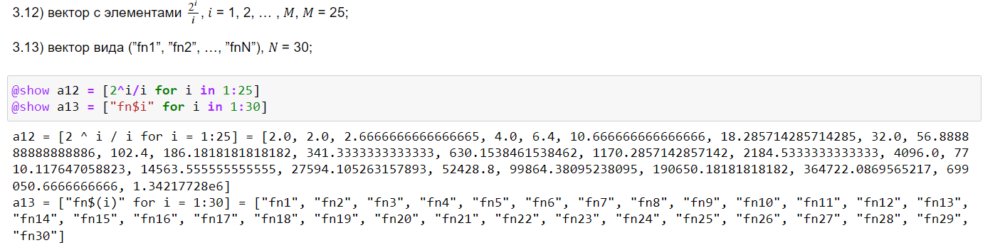 3.12) вектор с элементами 2^i/i, i = 1, 2, … , M, M = 25;
3.13) вектор вида (”fn1”, ”fn2”, …, ”fnN”), N = 30;
@show a12 = [2^i/i for i in 1:25]
@show a13 = ["fn$i" for i in 1:30]
a12 = [2 ^ i / i for i = 1:25] = [2.0, 2.0, 2.6666666666666665, 4.0, 6.4, 10.666666666666666, 18.285714285714285, 32.0, 56.8888
88888888886, 102.4, 186.1818181818182, 341.3333333333333, 630.1538461538462, 1170.2857142857142, 2184.5333333333333, 4096.0, 77
10.117647058823, 14563.555555555555, 27594.105263157893, 52428.8, 99864.38095238095, 190650.18181818182, 364722.0869565217, 699
050.6666666666, 1.34217728e6]
a13 = ["fn$(i)" for i = 1:30] = ["fn1", "fn2", "fn3", "fn4", "fn5", "fn6", "fn7", "fn8", "fn9", "fn10", "fn11", "fn12", "fn13",
"fn14", "fn15", "fn16", "fn17", "fn18", "fn19", "fn20", "fn21", "fn22", "fn23", "fn24", "fn25", "fn26", "fn27", "fn28", "fn29",
"fn30"]